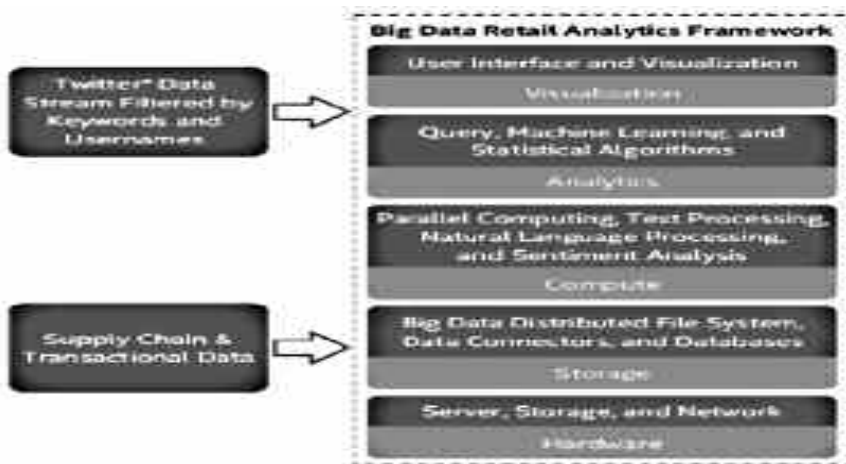 Big Data Retail Analytics Framework
Twitter* Data
Stream Filtered by
Keywords and
Usernames
Supply Chain &
Transactional Data
User Interface and Visualization
Visualization
Query, Machine Learning, and
Statistical Algorithms
Analytics
Parallel Computing, Text Processing,
Natural Language Processing,
and Sentiment Analysis
Compute
Big Data Distributed File System,
Data Connectors, and Databases
Storage
Server, Storage, and Network
Hardware